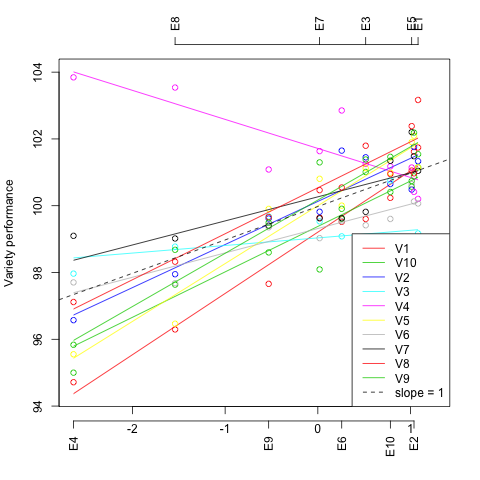 E8 E7 E3 E5 E1
Variety performance
104
102
100
98
96
94
V1
V10
V2
V3
V4
V5
V6
V7
V8
V9
slope = 1
-2 -1 0 1
E4 E9 E6 E10 E2